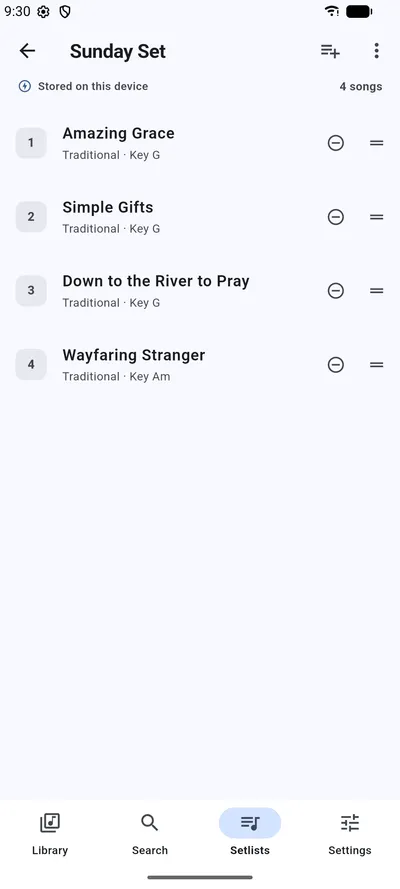 9:30
Sunday Set
Stored on this device
4 songs
1
Amazing Grace
Traditional · Key G
2
Simple Gifts
Traditional · Key G
3
Down to the River to Pray
Traditional · Key G
4
Wayfaring Stranger
Traditional · Key Am
Library
Search
Setlists
Settings